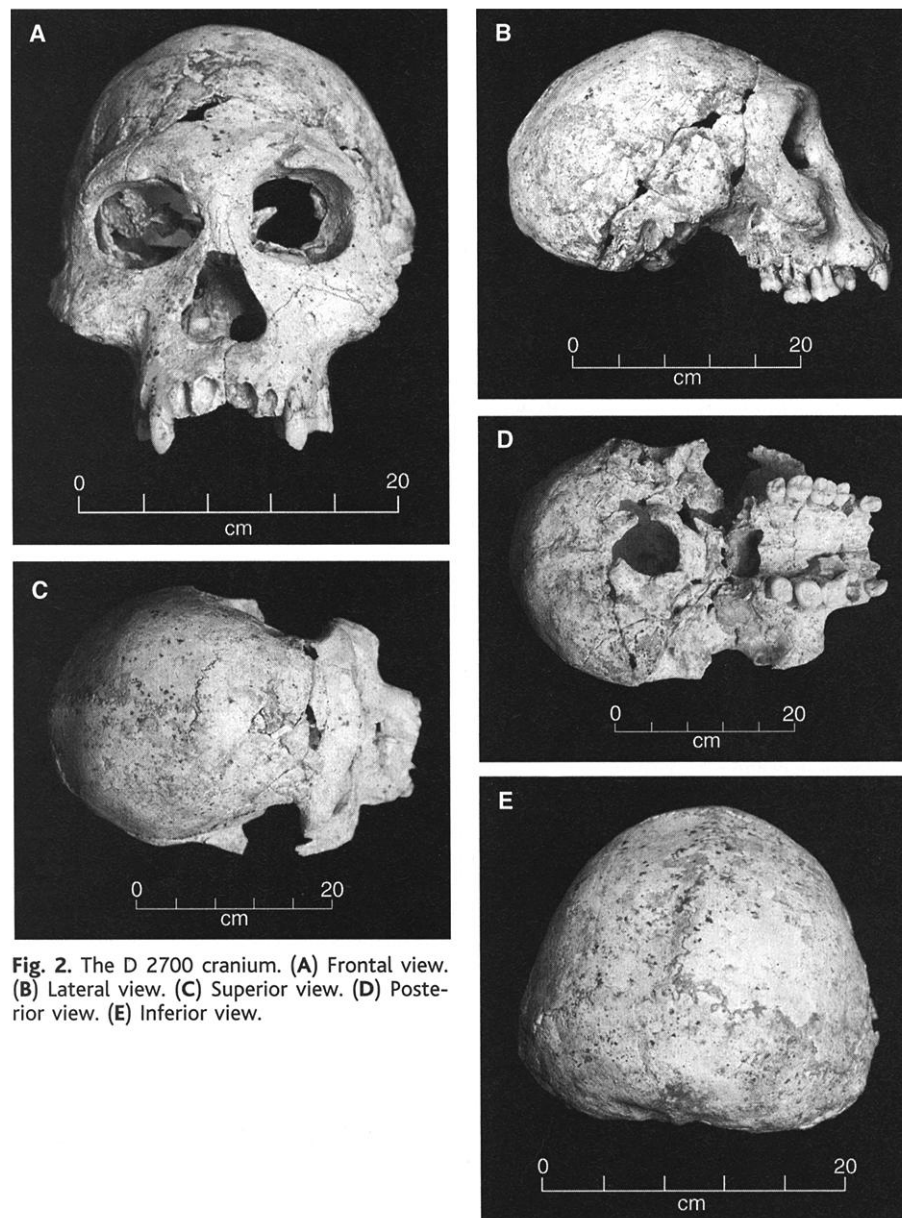 A
0 20
cm
B
0 20
cm
C
0 20
cm
D
0 20
cm
Fig. 2. The D 2700 cranium. (A) Frontal view.
(B) Lateral view. (C) Superior view. (D) Poste-
rior view. (E) Inferior view.
E
0 20
cm